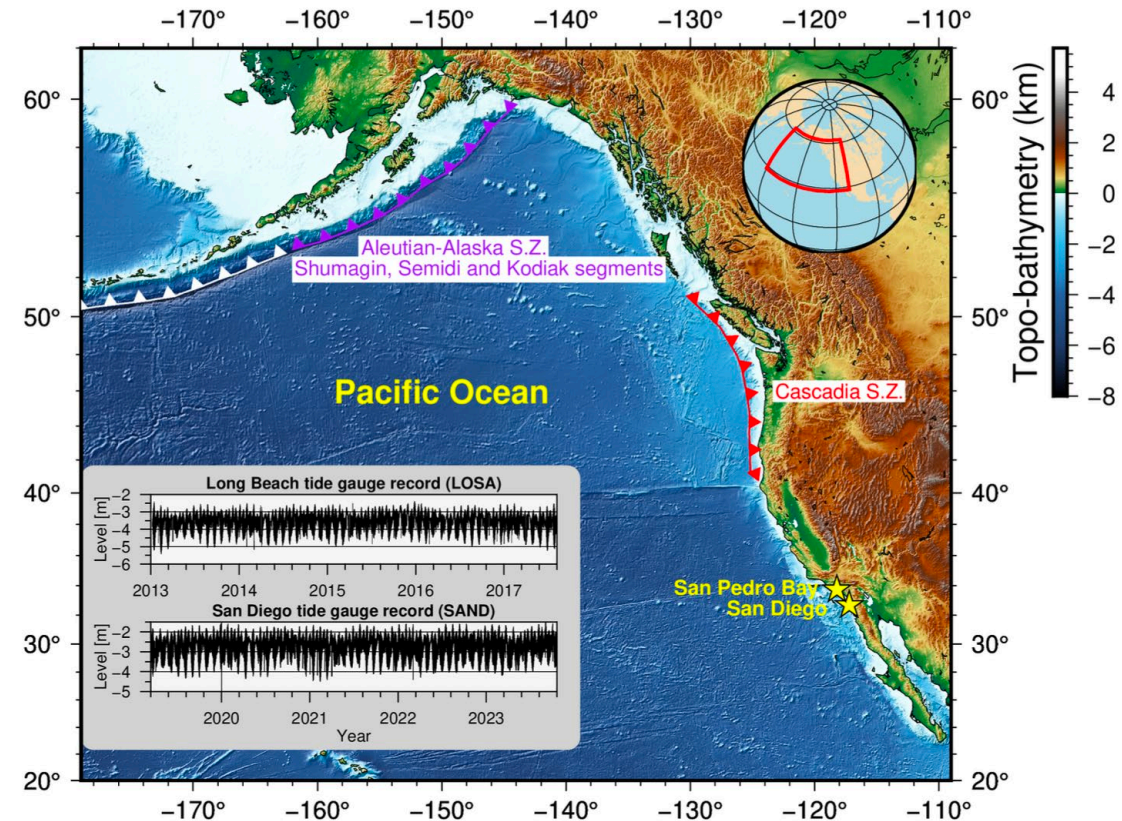 −170° −160° −150° −140° −130° −120° −110°
60° 60°
Aleutian-Alaska S.Z.
Shumagin, Semidi and Kodiak segments
50° 50°
Pacific Ocean
Cascadia S.Z.
40° 40°
San Pedro Bay
San Diego
30° 30°
20° 20°
−170° −160° −150° −140° −130° −120° −110°
Long Beach tide gauge record (LOSA)
Level [m]
−2
−3
−4
−5
−6
2013 2014 2015 2016 2017
San Diego tide gauge record (SAND)
Level [m]
−2
−3
−4
−5
2020 2021 2022 2023
Year
Topo-bathymetry (km)
4
2
0
−2
−4
−6
−8